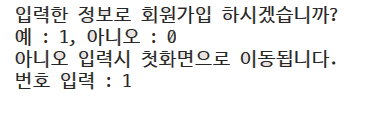 입력한 정보로 회원가입 하시겠습니까?
예 : 1, 아니오 : 0
아니오 입력시 첫화면으로 이동됩니다.
번호 입력 : 1